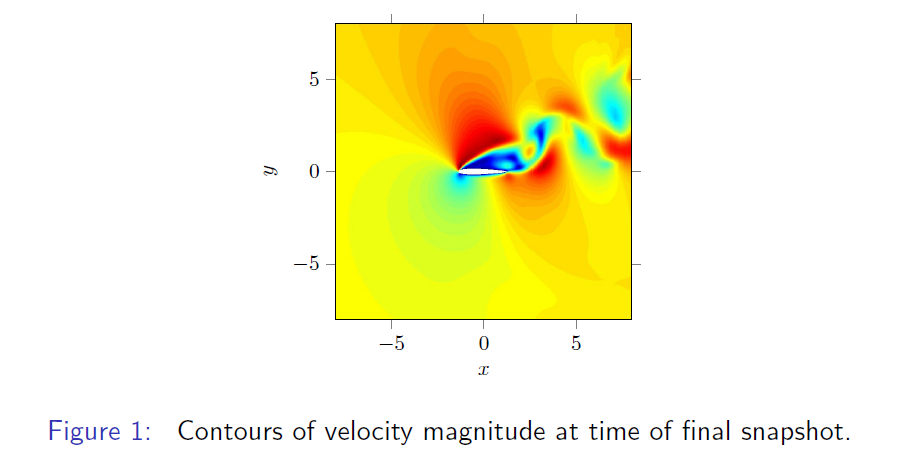 5
0
−5
y
−5 0 5
x
Figure 1: Contours of velocity magnitude at time of final snapshot.